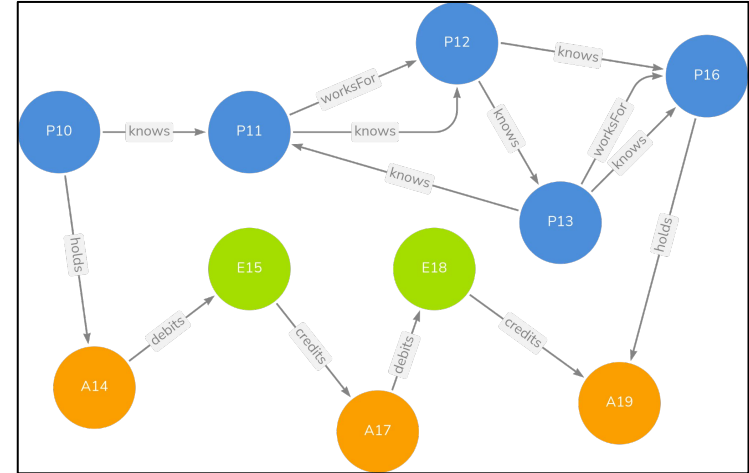 P12
knows
P16
worksFor
P10
knows
P11
knows
knows
worksFor
knows
knows
P13
holds
holds
E15
E18
debits
credits
debits
credits
A14
A17
A19